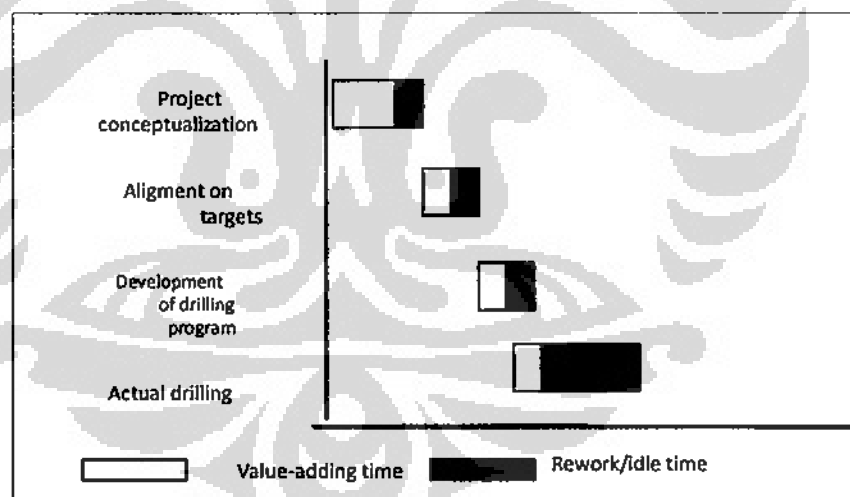 Project
conceptualization
Aligment on
targets
Development
of drilling
program
Actual drilling
Value-adding time
Rework/idle time